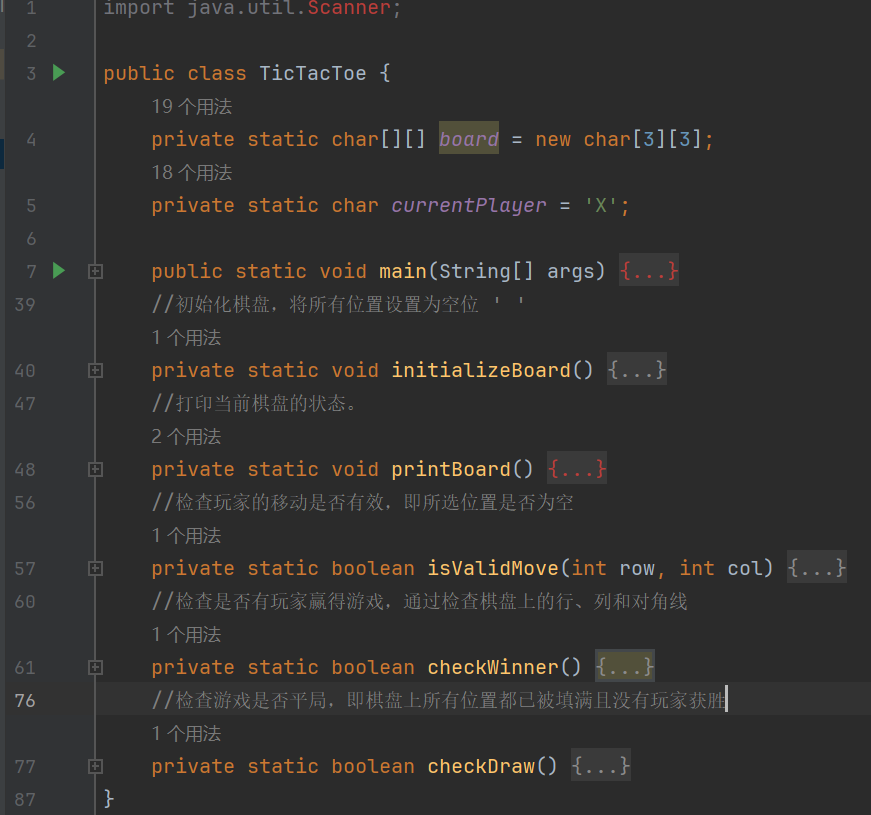 1 import java.util.Scanner;
2
3 public class TicTacToe {
19 个用法
4 private static char[][] board = new char[3][3];
18 个用法
5 private static char currentPlayer = 'X';
6
7 public static void main(String[] args) {...}
39 //初始化棋盘，将所有位置设置为空位 ' '
1 个用法
40 private static void initializeBoard() {...}
47 //打印当前棋盘的状态。
2 个用法
48 private static void printBoard() {...}
56 //检查玩家的移动是否有效，即所选位置是否为空
1 个用法
57 private static boolean isValidMove(int row, int col) {...}
60 //检查是否有玩家赢得游戏，通过检查棋盘上的行、列和对角线
1 个用法
61 private static boolean checkWinner() {...}
76 //检查游戏是否平局，即棋盘上所有位置都已被填满且没有玩家获胜
1 个用法
77 private static boolean checkDraw() {...}
87 }